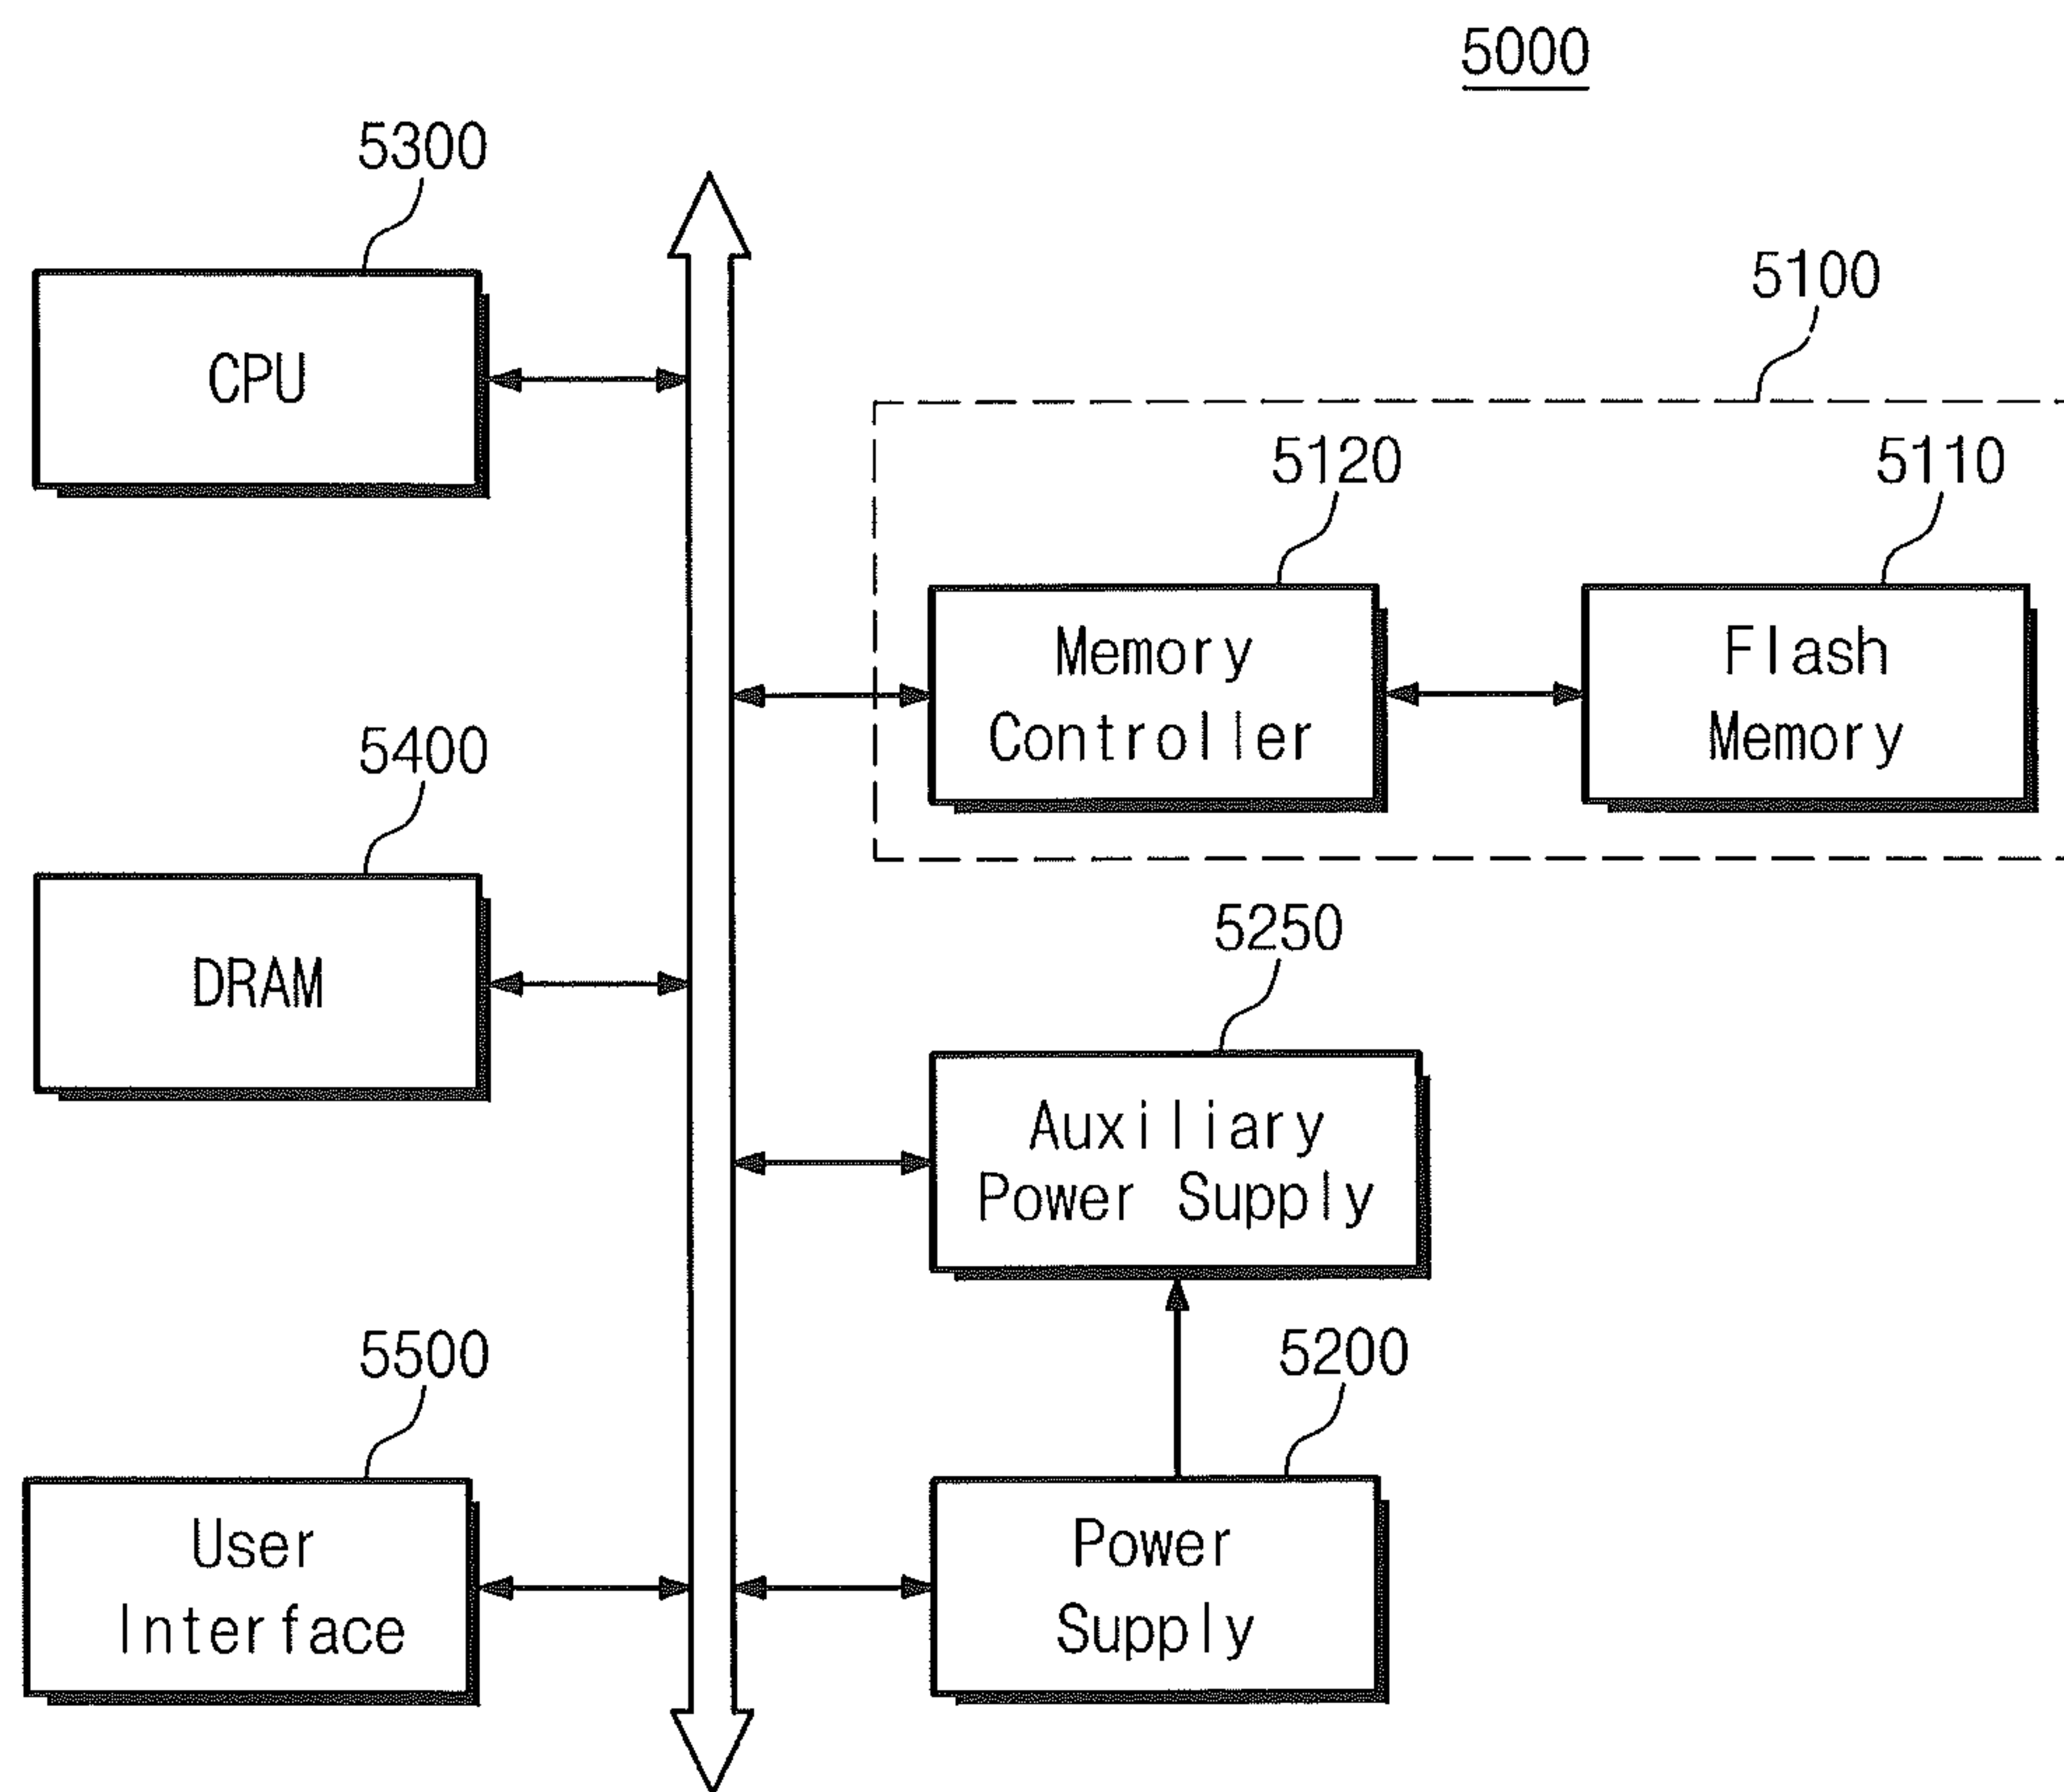 5000
5300
CPU
5100
5120
5110
Memory
Controller
Flash
Memory
5400
DRAM
5250
Auxiliary
Power Supply
5500
User
Interface
5200
Power
Supply